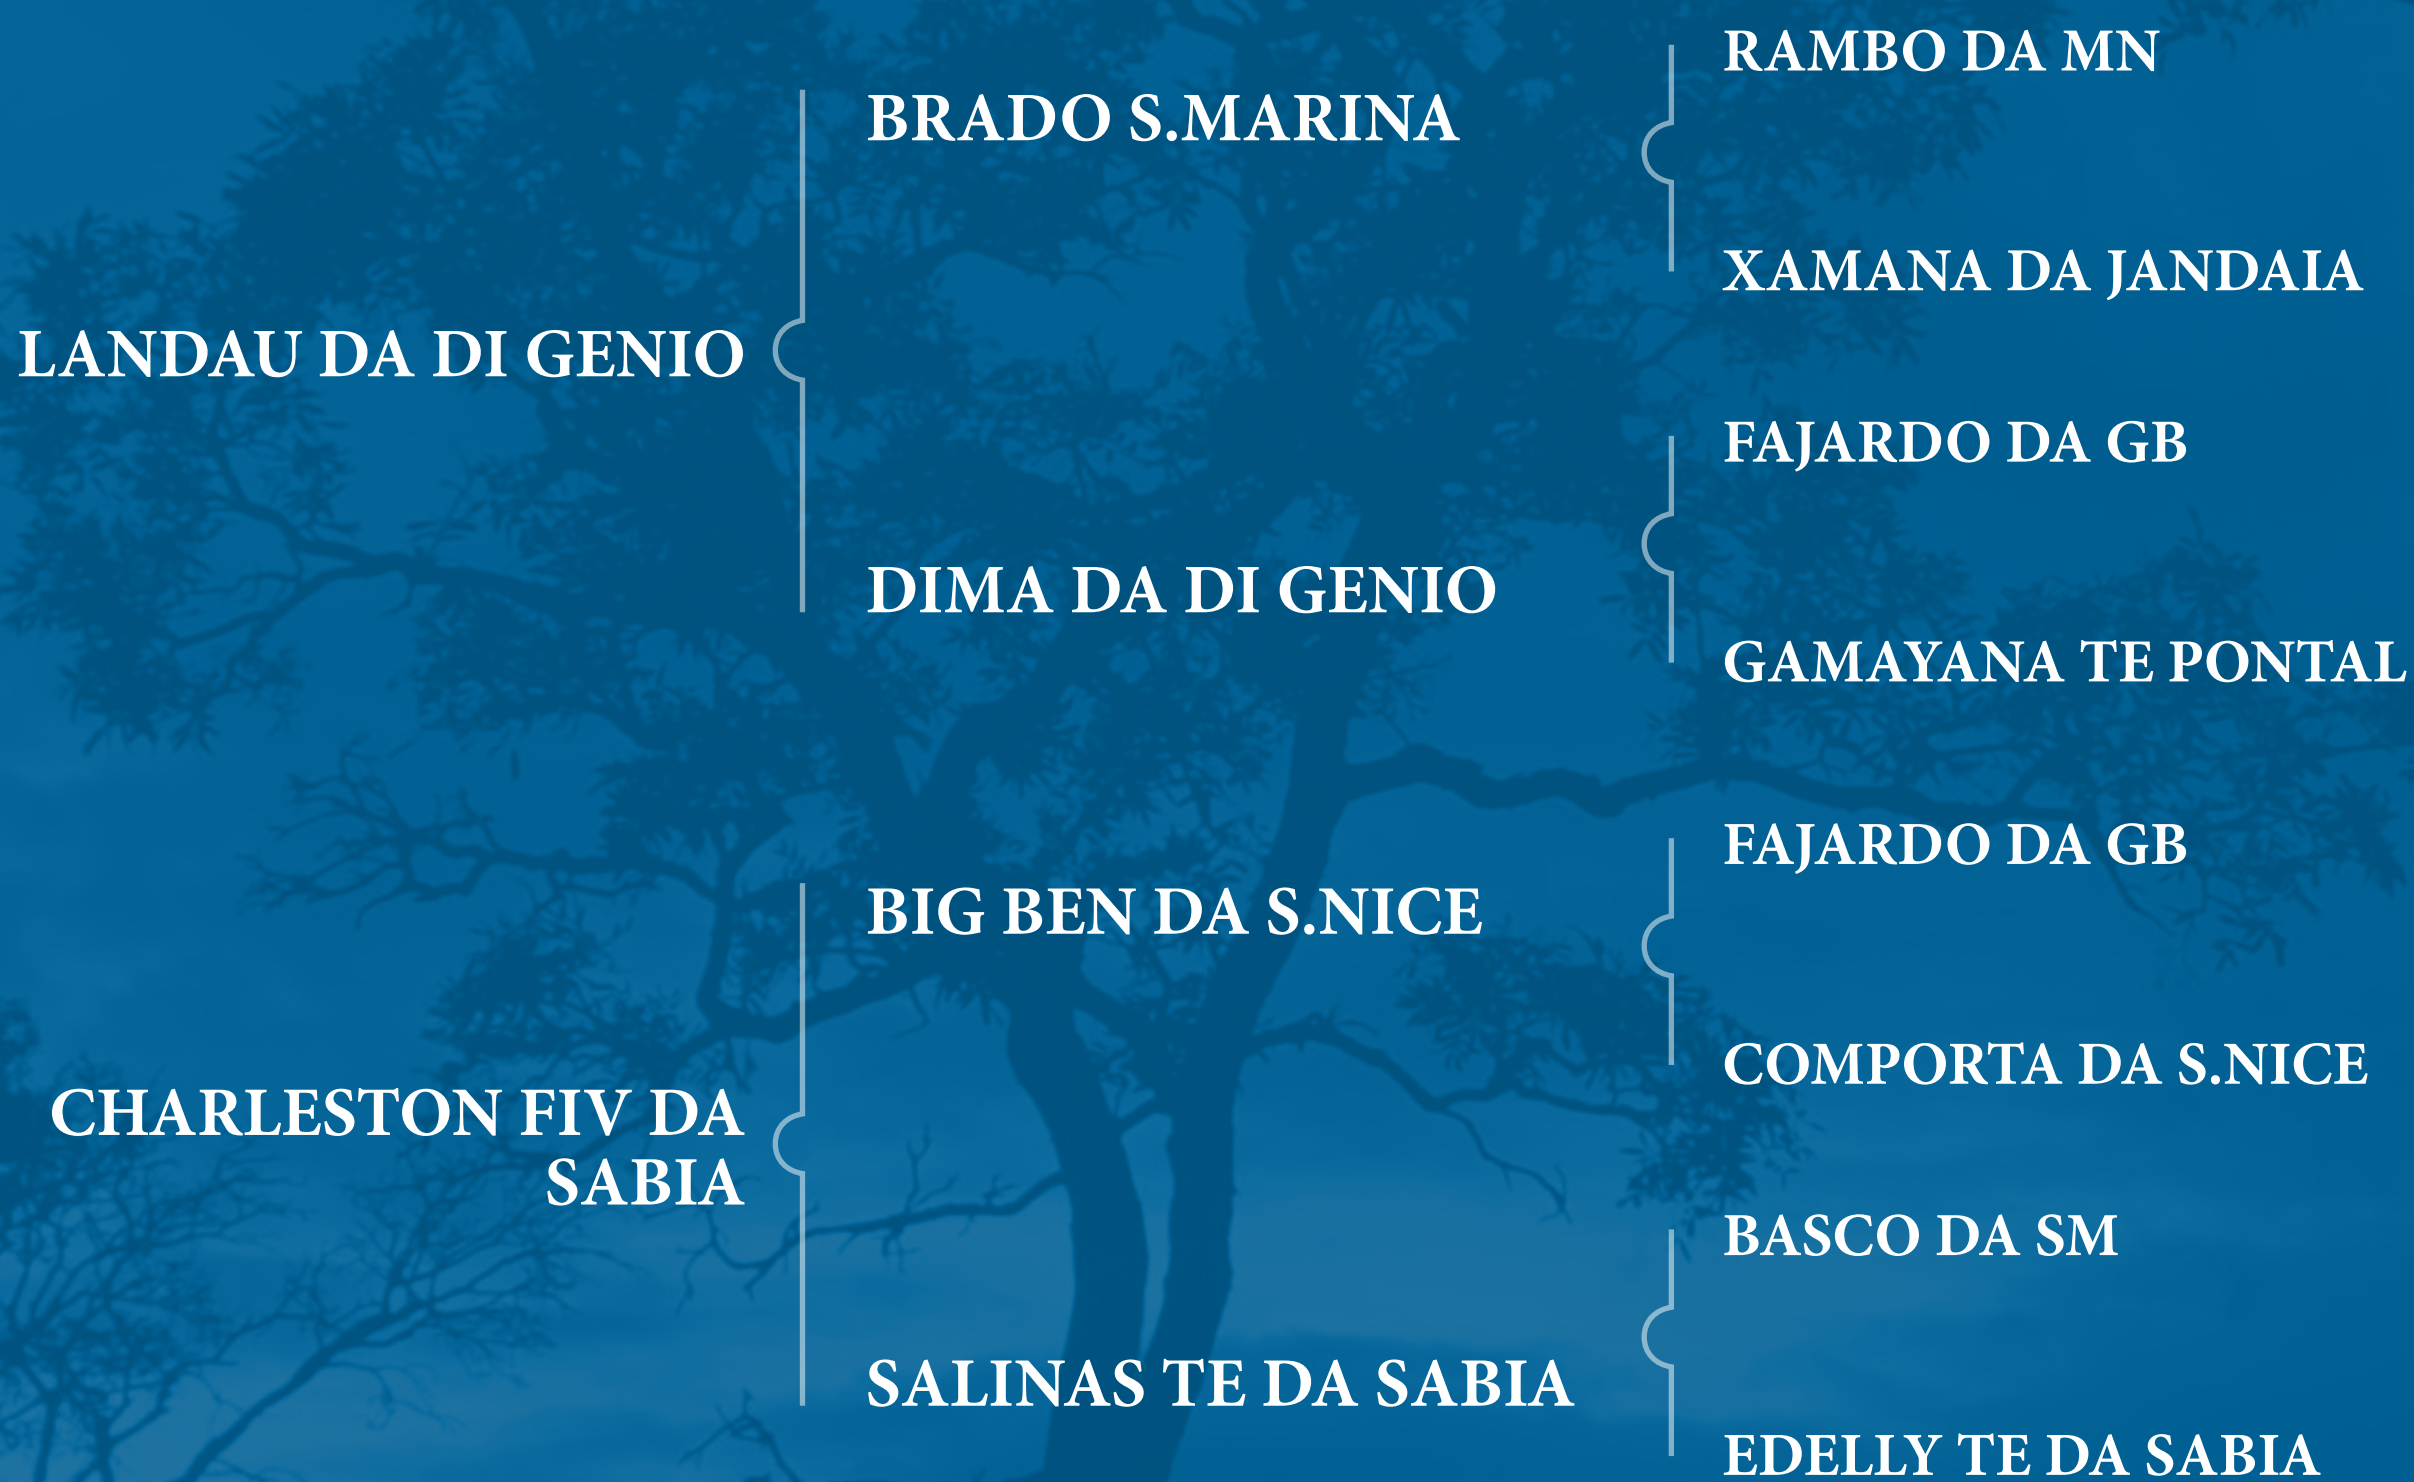 LANDAU DA DI GENIO
BRADO S.MARINA
RAMBO DA MN
XAMANA DA JANDAIA
DIMA DA DI GENIO
FAJARDO DA GB
GAMAYANA TE PONTAL
CHARLESTON FIV DA
SABIA
BIG BEN DA S.NICE
FAJARDO DA GB
COMPORTA DA S.NICE
SALINAS TE DA SABIA
BASCO DA SM
EDELLY TE DA SABIA